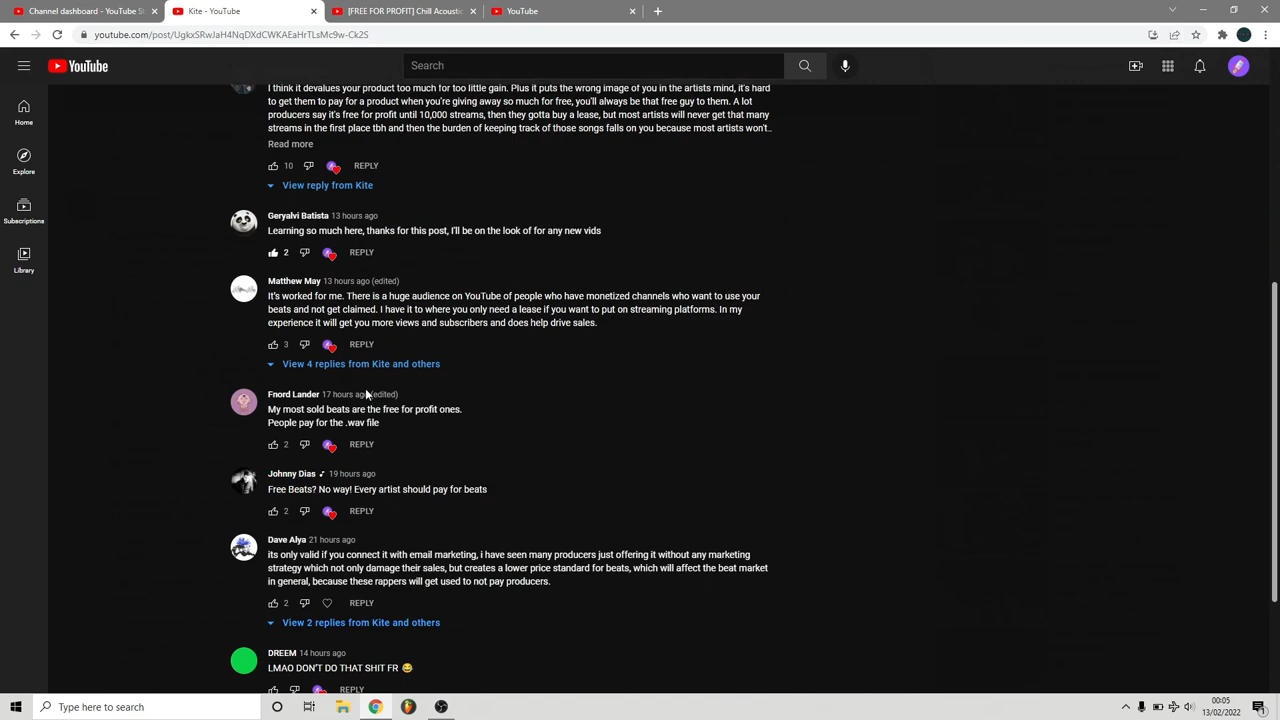 Channel dashboard - YouTube S
Kite - YouTube
[FREE FOR PROFIT] Chill Acoustic
YouTube
youtube.com/post/UgkxSRwJaH4NqDXdCWKAEaHrTLsMc9w-Ck2S
YouTube
Search
Home
Explore
Subscriptions
Library
I think it devalues your product too much for too little gain. Plus it puts the wrong image of you in the artists mind, it's hard
to get them to pay for a product when you're giving away so much for free, you'll always be that free guy to them. A lot
producers say it's free for profit until 10,000 streams, then they gotta buy a lease, but most artists will never get that many
streams in the first place tbh and then the burden of keeping track of those songs falls on you because most artists won't..
Read more
10 REPLY
View reply from Kite
Geryalvi Batista 13 hours ago
Learning so much here, thanks for this post, I'll be on the look of for any new vids
2 REPLY
Matthew May 13 hours ago (edited)
It's worked for me. There is a huge audience on YouTube of people who have monetized channels who want to use your
beats and not get claimed. I have it to where you only need a lease if you want to put on streaming platforms. In my
experience it will get you more views and subscribers and does help drive sales.
3 REPLY
View 4 replies from Kite and others
Fnord Lander 17 hours ago (edited)
My most sold beats are the free for profit ones.
People pay for the .wav file
2 REPLY
Johnny Dias 19 hours ago
Free Beats? No way! Every artist should pay for beats
2 REPLY
Dave Alya 21 hours ago
its only valid if you connect it with email marketing, i have seen many producers just offering it without any marketing
strategy which not only damage their sales, but creates a lower price standard for beats, which will affect the beat market
in general, because these rappers will get used to not pay producers.
2 REPLY
View 2 replies from Kite and others
DREEM 14 hours ago
LMAO DON'T DO THAT SHIT FR 😂
REPLY
Type here to search
00:05
13/02/2022
1